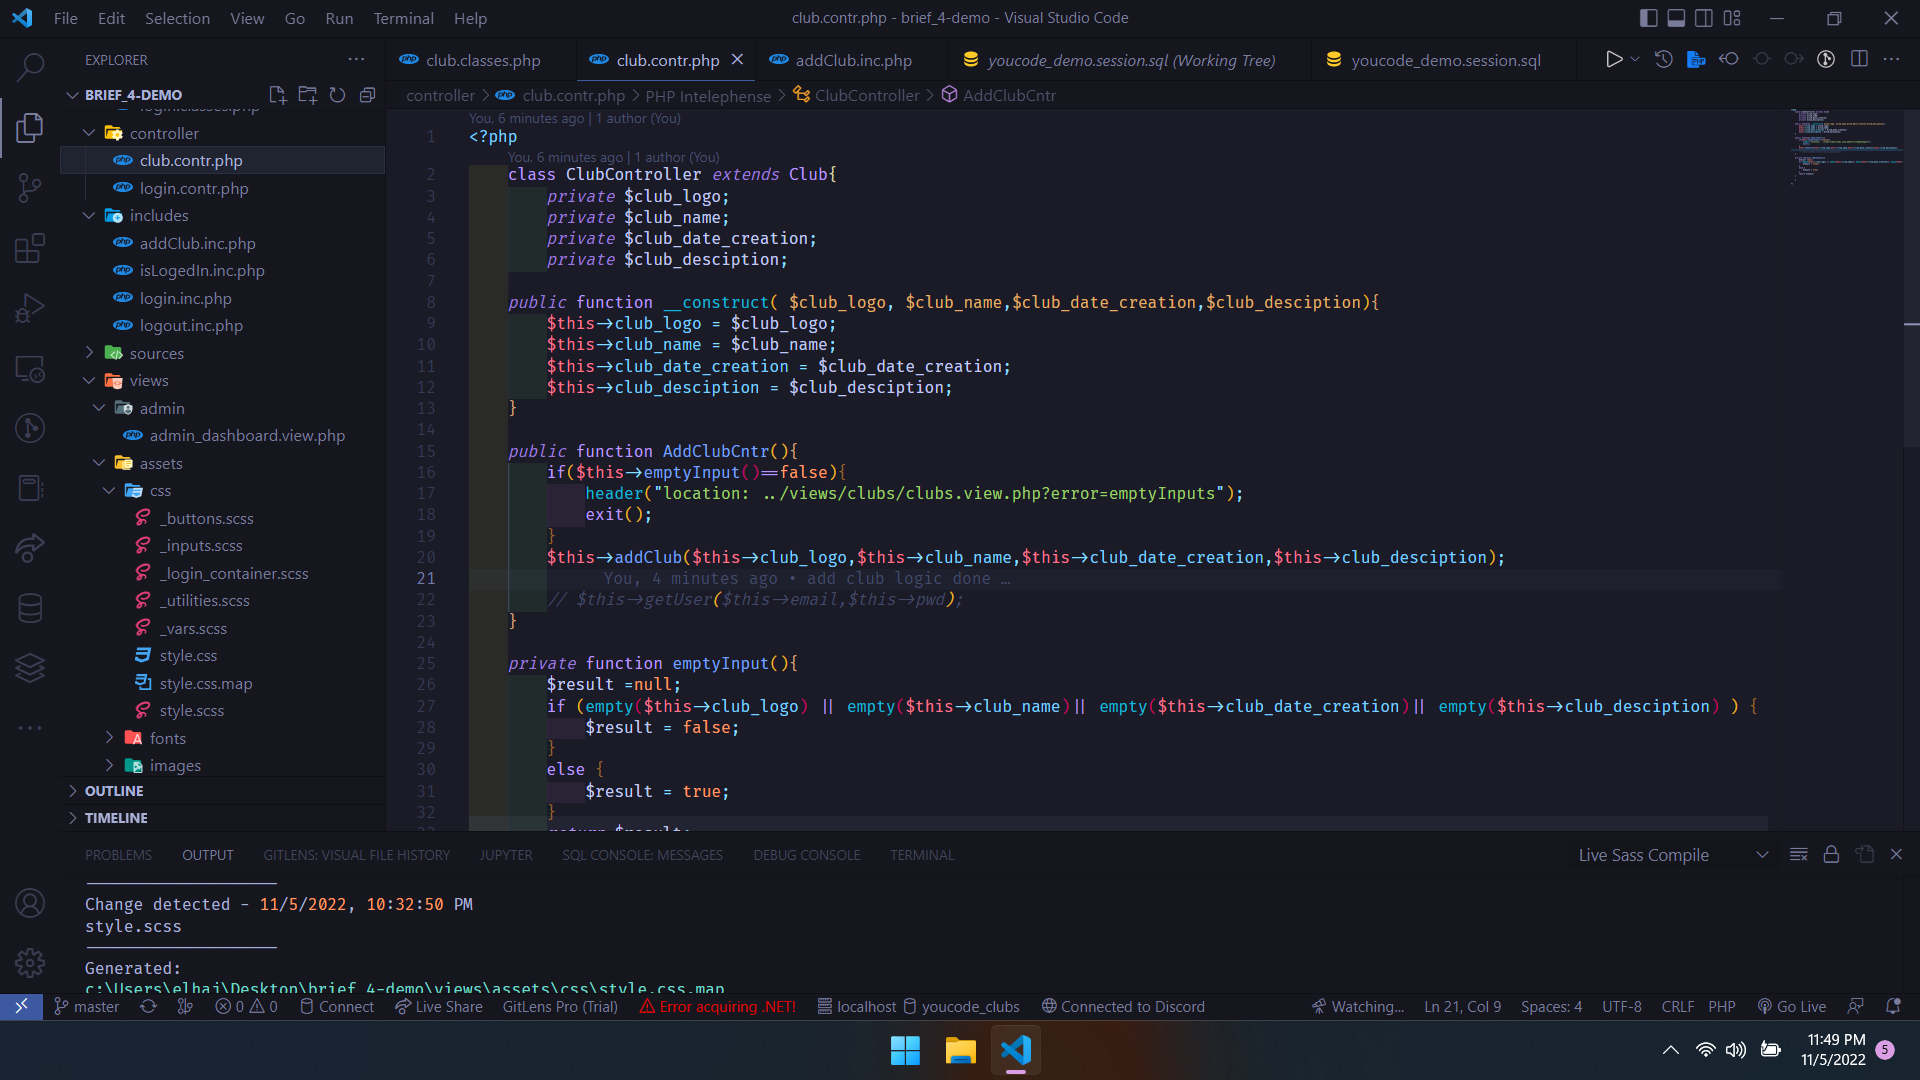 File Edit Selection View Go Run Terminal Help
club.contr.php - brief_4-demo - Visual Studio Code
EXPLORER
BRIEF_4-DEMO
controller
club.contr.php
login.contr.php
includes
addClub.inc.php
isLogedIn.inc.php
login.inc.php
logout.inc.php
sources
views
admin
admin_dashboard.view.php
assets
css
_buttons.scss
_inputs.scss
_login_container.scss
_utilities.scss
_vars.scss
style.css
style.css.map
style.scss
fonts
images
OUTLINE
TIMELINE
club.classes.php club.contr.php addClub.inc.php youcode_demo.session.sql (Working Tree) youcode_demo.session.sql
controller > club.contr.php > PHP Intelephense > ClubController > AddClubCntr
You, 6 minutes ago | 1 author (You)
1 <?php
You, 6 minutes ago | 1 author (You)
2 class ClubController extends Club{
3 private $club_logo;
4 private $club_name;
5 private $club_date_creation;
6 private $club_desciption;
7
8 public function __construct( $club_logo, $club_name,$club_date_creation,$club_desciption){
9 $this->club_logo = $club_logo;
10 $this->club_name = $club_name;
11 $this->club_date_creation = $club_date_creation;
12 $this->club_desciption = $club_desciption;
13 }
14
15 public function AddClubCntr(){
16 if($this->emptyInput()==false){
17 header("location: ../views/clubs/clubs.view.php?error=emptyInputs");
18 exit();
19 }
20 $this->addClub($this->club_logo,$this->club_name,$this->club_date_creation,$this->club_desciption);
21 You, 4 minutes ago • add club logic done …
22 // $this->getUser($this->email,$this->pwd);
23 }
24
25 private function emptyInput(){
26 $result =null;
27 if (empty($this->club_logo) || empty($this->club_name)|| empty($this->club_date_creation)|| empty($this->club_desciption) ) {
28 $result = false;
29 }
30 else {
31 $result = true;
32 }
33 return $result;
PROBLEMS OUTPUT GITLENS: VISUAL FILE HISTORY JUPYTER SQL CONSOLE: MESSAGES DEBUG CONSOLE TERMINAL
Live Sass Compile
Change detected - 11/5/2022, 10:32:50 PM
style.scss
Generated:
c:\Users\elhaj\Desktop\brief_4-demo\views\assets\css\style.css.map
master 0 0 Connect Live Share GitLens Pro (Trial) Error acquiring .NET! localhost youcode_clubs Connected to Discord Watching... Ln 21, Col 9 Spaces: 4 UTF-8 CRLF PHP Go Live
11:49 PM
11/5/2022
5